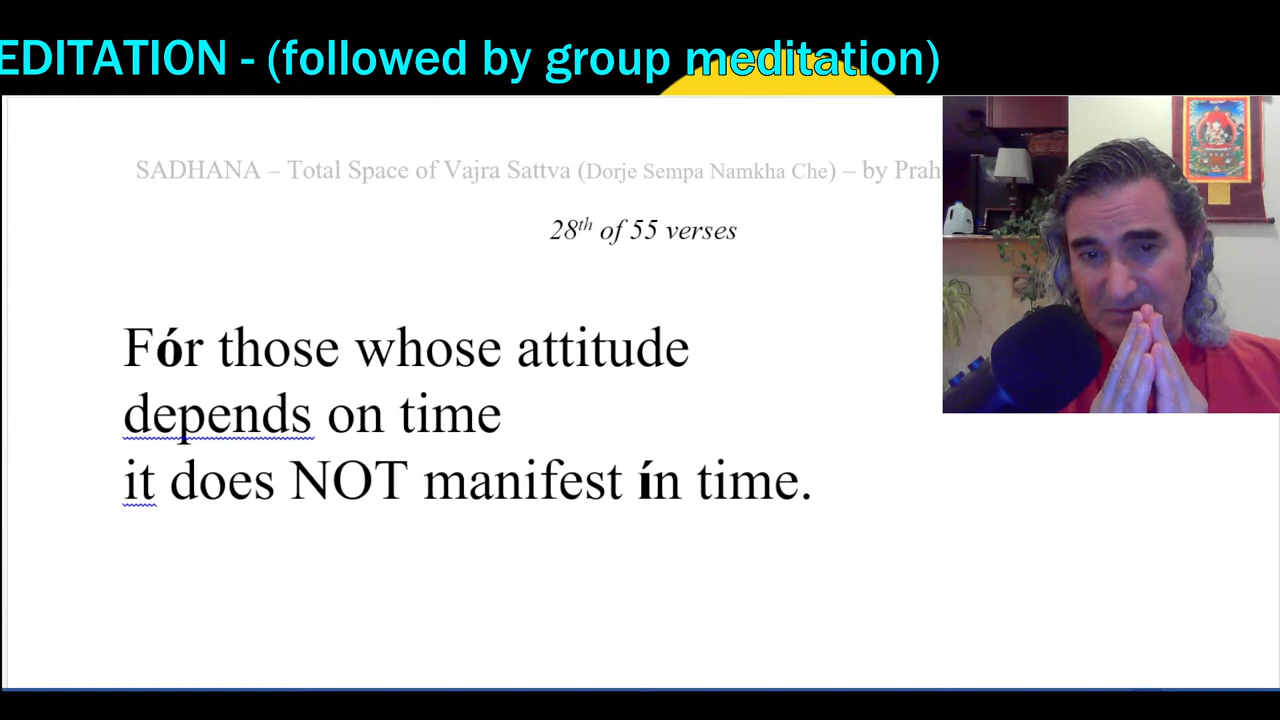 EDITATION - (followed by group meditation)
SADHANA – Total Space of Vajra Sattva (Dorje Sempa Namkha Che) – by Prah
28th of 55 verses
Fór those whose attitude
depends on time
it does NOT manifest ín time.